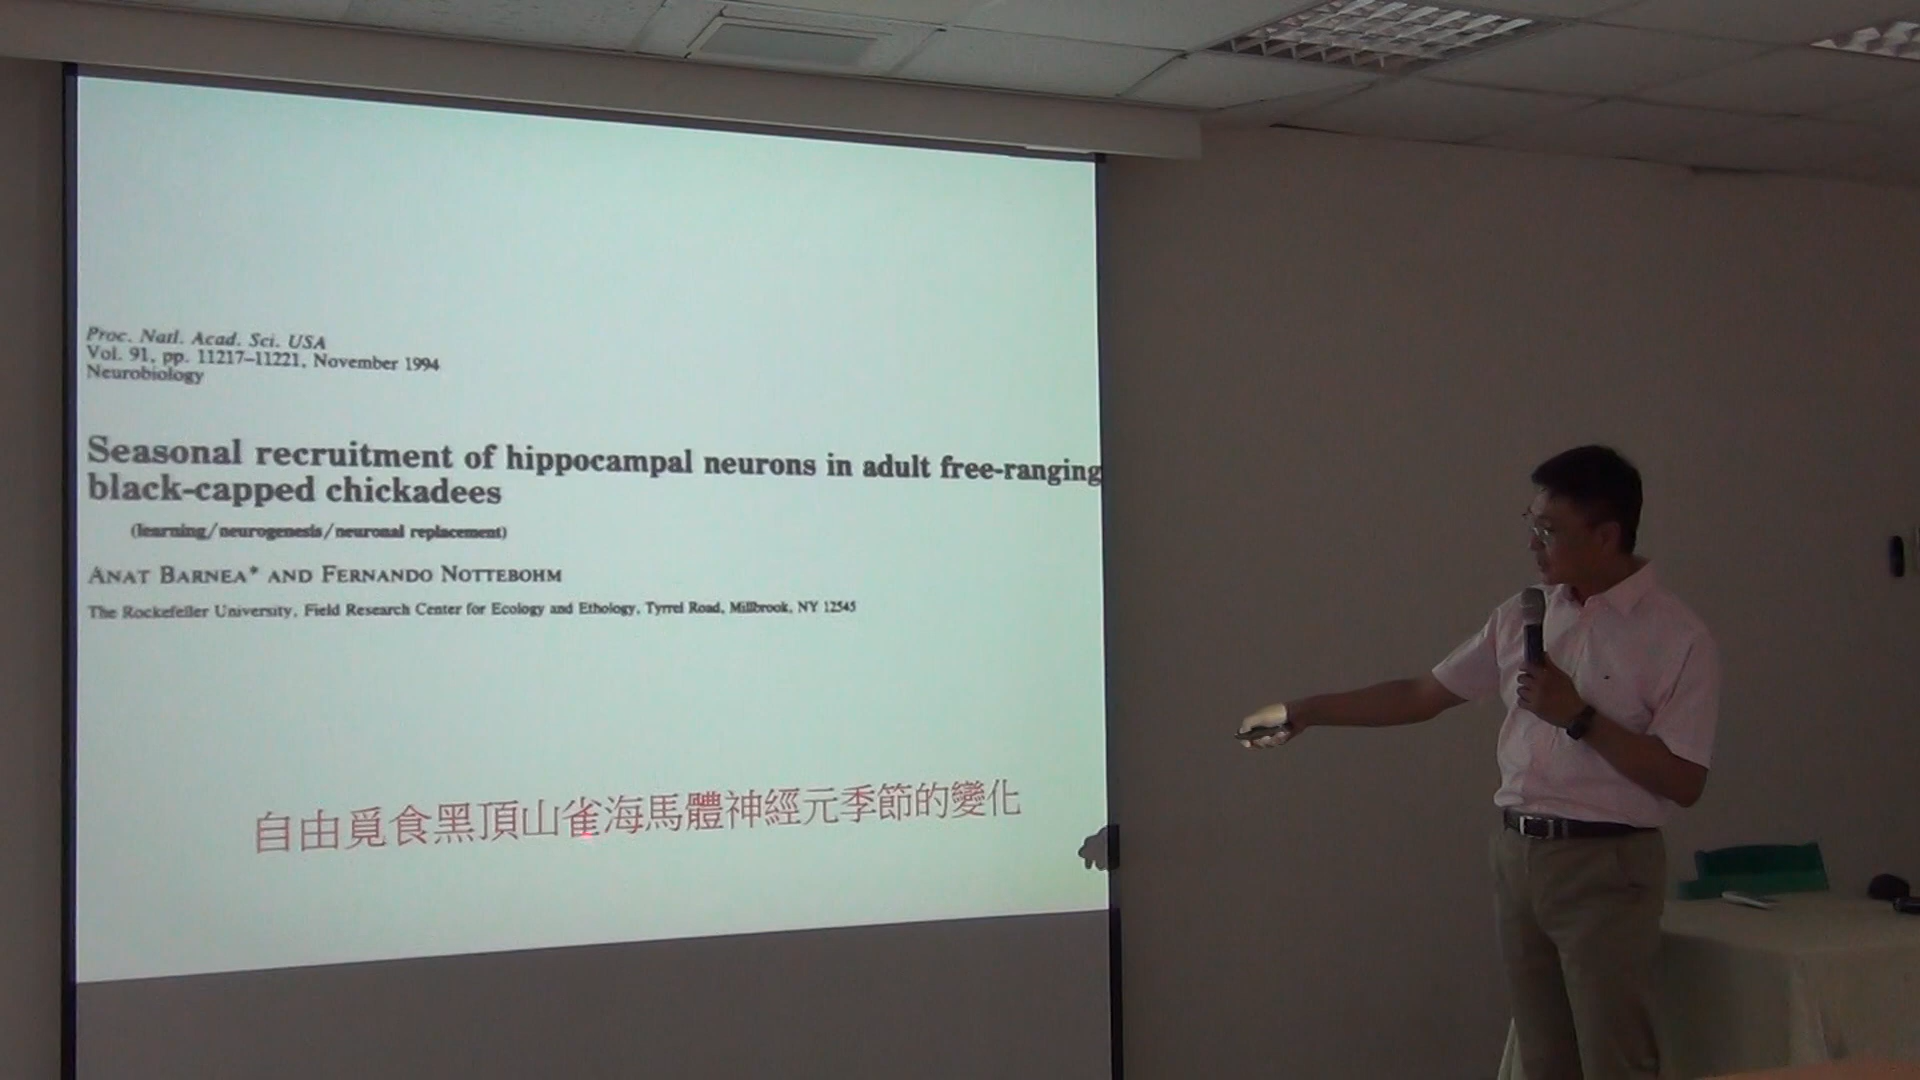 Proc. Natl. Acad. Sci. USA
Vol. 91, pp. 11217–11221, November 1994
Neurobiology
Seasonal recruitment of hippocampal neurons in adult free-ranging
black-capped chickadees
(learning/neurogenesis/neuronal replacement)
ANAT BARNEA* AND FERNANDO NOTTEBOHM
The Rockefeller University, Field Research Center for Ecology and Ethology, Tyrrel Road, Millbrook, NY 12545
自由覓食黑頂山雀海馬體神經元季節的變化